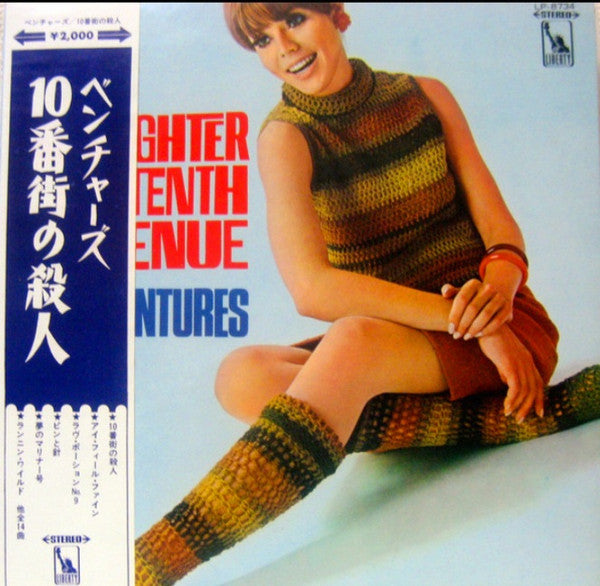 ベンチャーズ／10番街の殺人
¥2,000
ベンチャーズ
10番街の殺人
10番街の殺人
アイ・フィール・ファイン
ラヴ・ポーションNo.9
ピンと針
夢のマリナー号
ランニン・ワイルド 他全14曲
STEREO
LIBERTY
GHTER
TENTH
ENUE
NTURES
LP-8734
STEREO
LIBERTY